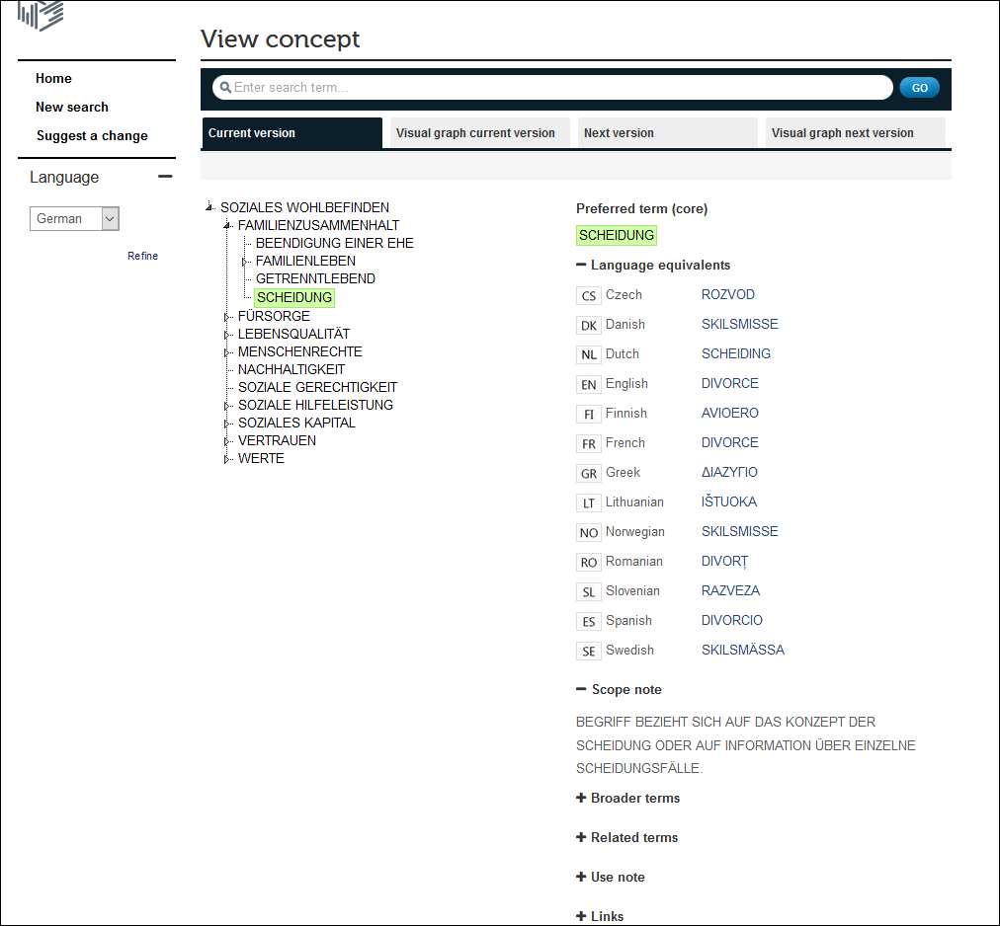 View concept
Home
New search
Suggest a change
Language
German
Refine
Enter search term...
GO
Current version
Visual graph current version
Next version
Visual graph next version
SOZIALES WOHLBEFINDEN
FAMILIENZUSAMMENHALT
BEENDIGUNG EINER EHE
FAMILIENLEBEN
GETRENNTLEBEND
SCHEIDUNG
FÜRSORGE
LEBENSQUALITÄT
MENSCHENRECHTE
NACHHALTIGKEIT
SOZIALE GERECHTIGKEIT
SOZIALE HILFELEISTUNG
SOZIALES KAPITAL
VERTRAUEN
WERTE
Preferred term (core)
SCHEIDUNG
Language equivalents
CS Czech ROZVOD
DK Danish SKILSMISSE
NL Dutch SCHEIDING
EN English DIVORCE
FI Finnish AVIOERO
FR French DIVORCE
GR Greek ΔΙΑΖΥΓΙΟ
LT Lithuanian IŠTUOKA
NO Norwegian SKILSMISSE
RO Romanian DIVORȚ
SL Slovenian RAZVEZA
ES Spanish DIVORCIO
SE Swedish SKILSMÄSSA
Scope note
BEGRIFF BEZIEHT SICH AUF DAS KONZEPT DER
SCHEIDUNG ODER AUF INFORMATION ÜBER EINZELNE
SCHEIDUNGSFÄLLE.
Broader terms
Related terms
Use note
Links